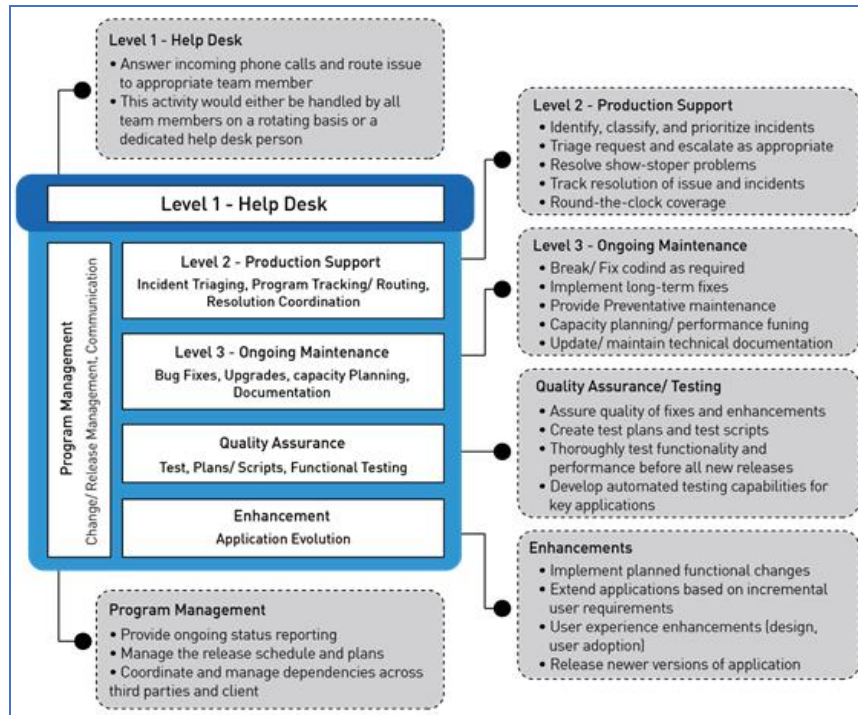 Level 1 - Help Desk
• Answer incoming phone calls and route issue
to appropriate team member
• This activity would either be handled by all
team members on a rotating basis or a
dedicated help desk person
Level 1 - Help Desk
Program Management
Change/ Release Management, Communication
Level 2 - Production Support
Incident Triaging, Program Tracking/ Routing,
Resolution Coordination
Level 3 - Ongoing Maintenance
Bug Fixes, Upgrades, capacity Planning,
Documentation
Quality Assurance
Test, Plans/ Scripts, Functional Testing
Enhancement
Application Evolution
Program Management
• Provide ongoing status reporting
• Manage the release schedule and plans
• Coordinate and manage dependencies across
third parties and client
Level 2 - Production Support
• Identify, classify, and prioritize incidents
• Triage request and escalate as appropriate
• Resolve show-stoper problems
• Track resolution of issue and incidents
• Round-the-clock coverage
Level 3 - Ongoing Maintenance
• Break/ Fix codind as required
• Implement long-term fixes
• Provide Preventative maintenance
• Capacity planning/ performance funing
• Update/ maintain technical documentation
Quality Assurance/ Testing
• Assure quality of fixes and enhancements
• Create test plans and test scripts
• Thoroughly test functionality and
performance before all new releases
• Develop automated testing capabilities for
key applications
Enhancements
• Implement planned functional changes
• Extend applications based on incremental
user requirements
• User experience enhancements (design,
user adoption)
• Release newer versions of application